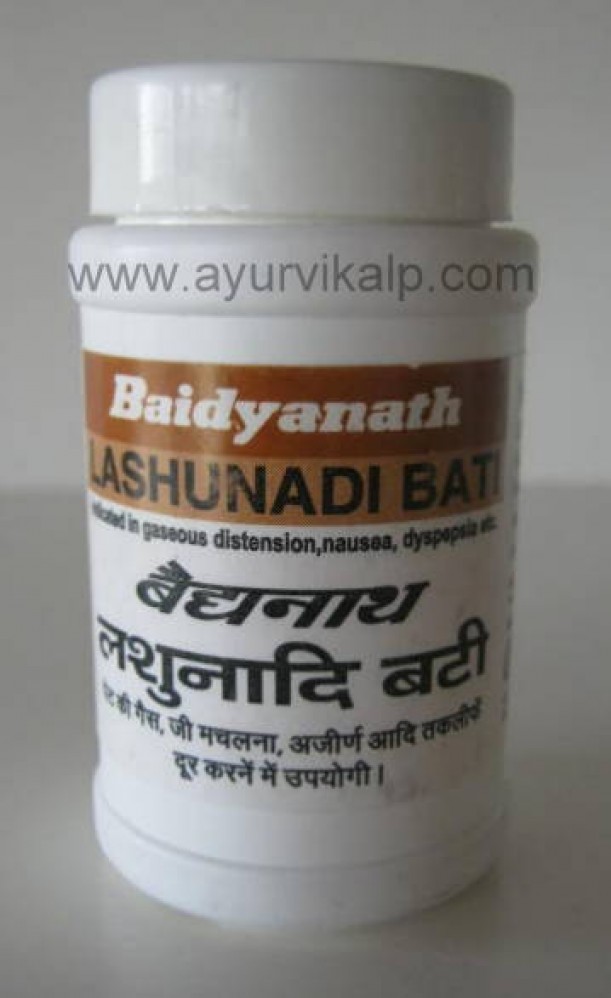 www.ayurvikalp.com
Baidyanath
LASHUNADI BATI
in gaseous distension,nausea, dyspepsia etc.
बैद्यनाथ
लशुनादि बटी
पेट की गैस, जी मचलना, अजीर्ण आदि तकलीफें
दूर करनें में उपयोगी।